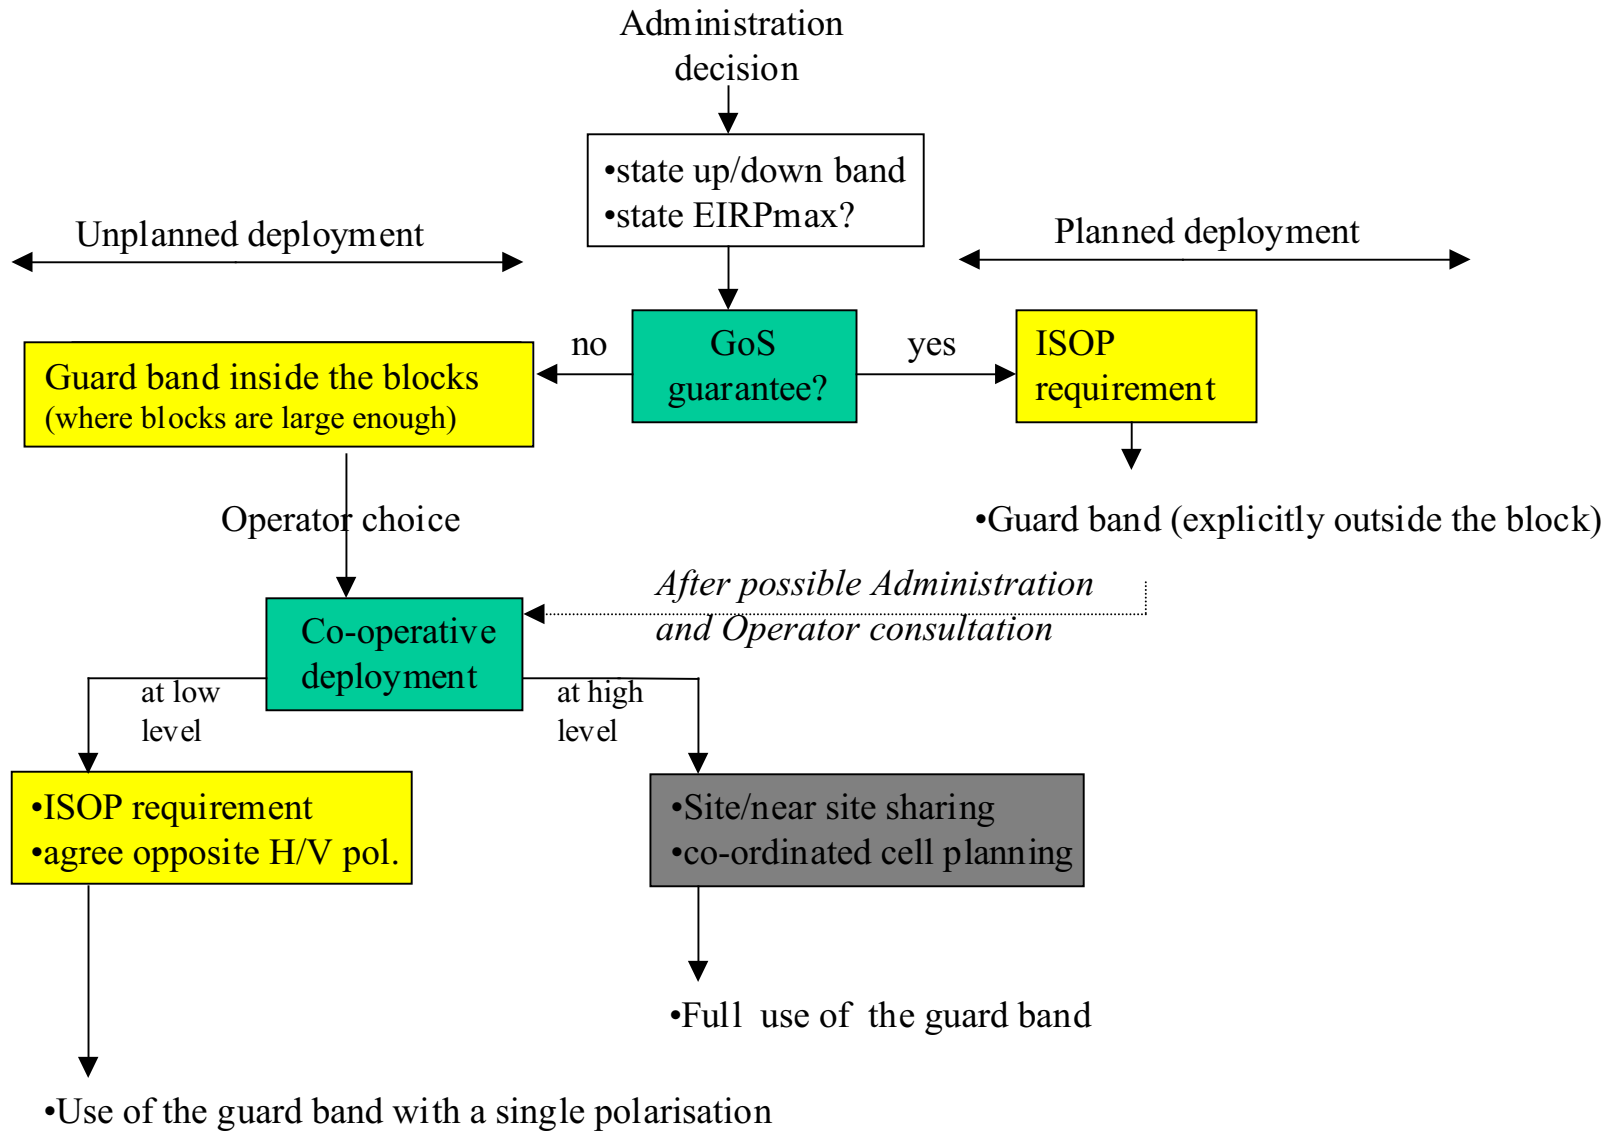 Administration
decision
•state up/down band
•state EIRPmax?
Unplanned deployment
Planned deployment
no
GoS
guarantee?
yes
ISOP
requirement
Guard band inside the blocks
(where blocks are large enough)
Operator choice
•Guard band (explicitly outside the block)
After possible Administration
and Operator consultation
Co-operative
deployment
at low
level
at high
level
•ISOP requirement
•agree opposite H/V pol.
•Site/near site sharing
•co-ordinated cell planning
•Full use of the guard band
•Use of the guard band with a single polarisation